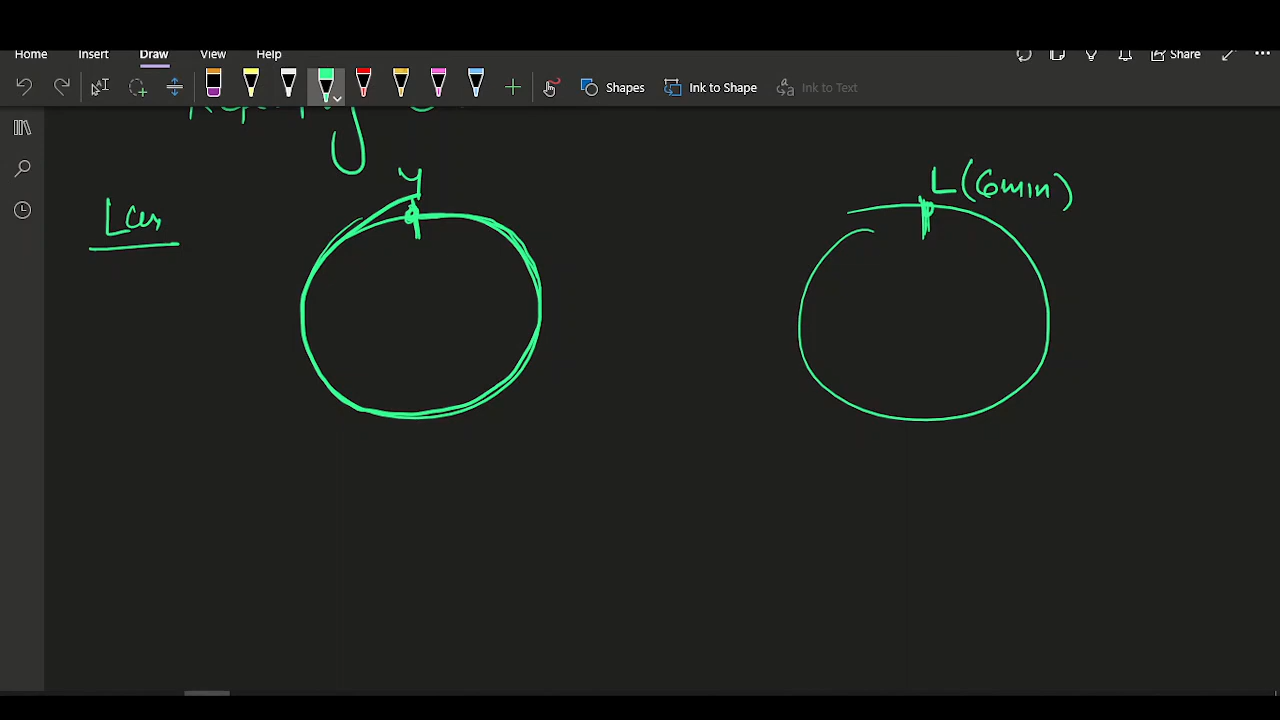 Home Insert Draw View Help Share
Shapes Ink to Shape Ink to Text
y
L (6min)